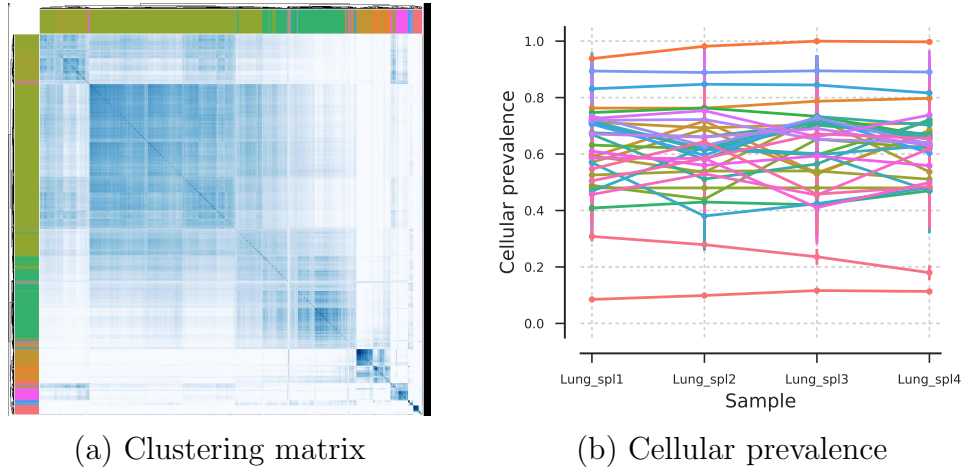 1.0
0.8
0.6
0.4
0.2
0.0
Cellular prevalence
Lung_spl1 Lung_spl2 Lung_spl3 Lung_spl4
Sample
(a) Clustering matrix
(b) Cellular prevalence